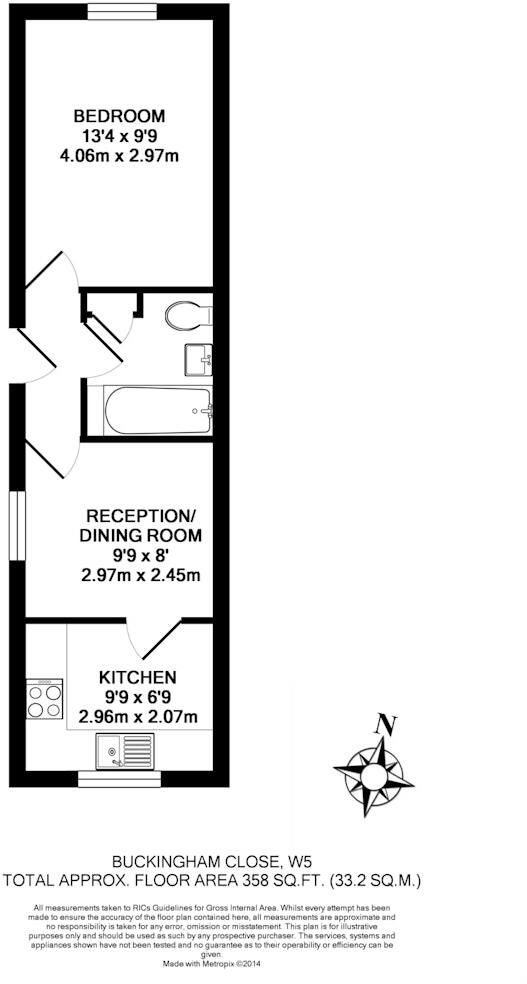 BEDROOM
13'4 x 9'9
4.06m x 2.97m
RECEPTION/
DINING ROOM
9'9 x 8'
2.97m x 2.45m
KITCHEN
9'9 x 6'9
2.96m x 2.07m
N
BUCKINGHAM CLOSE, W5
TOTAL APPROX. FLOOR AREA 358 SQ.FT. (33.2 SQ.M.)
All measurements taken to RICs Guidelines for Gross Internal Area. Whilst every attempt has been
made to ensure the accuracy of the floor plan contained here, all measurements are approximate and
no responsibility is taken for any error, omission or misstatement. This plan is for illustrative
purposes only and should be used as such by any prospective purchaser. The services, systems and
appliances shown have not been tested and no guarantee as to their operability or efficiency can be
given.
Made with Metropix ©2014